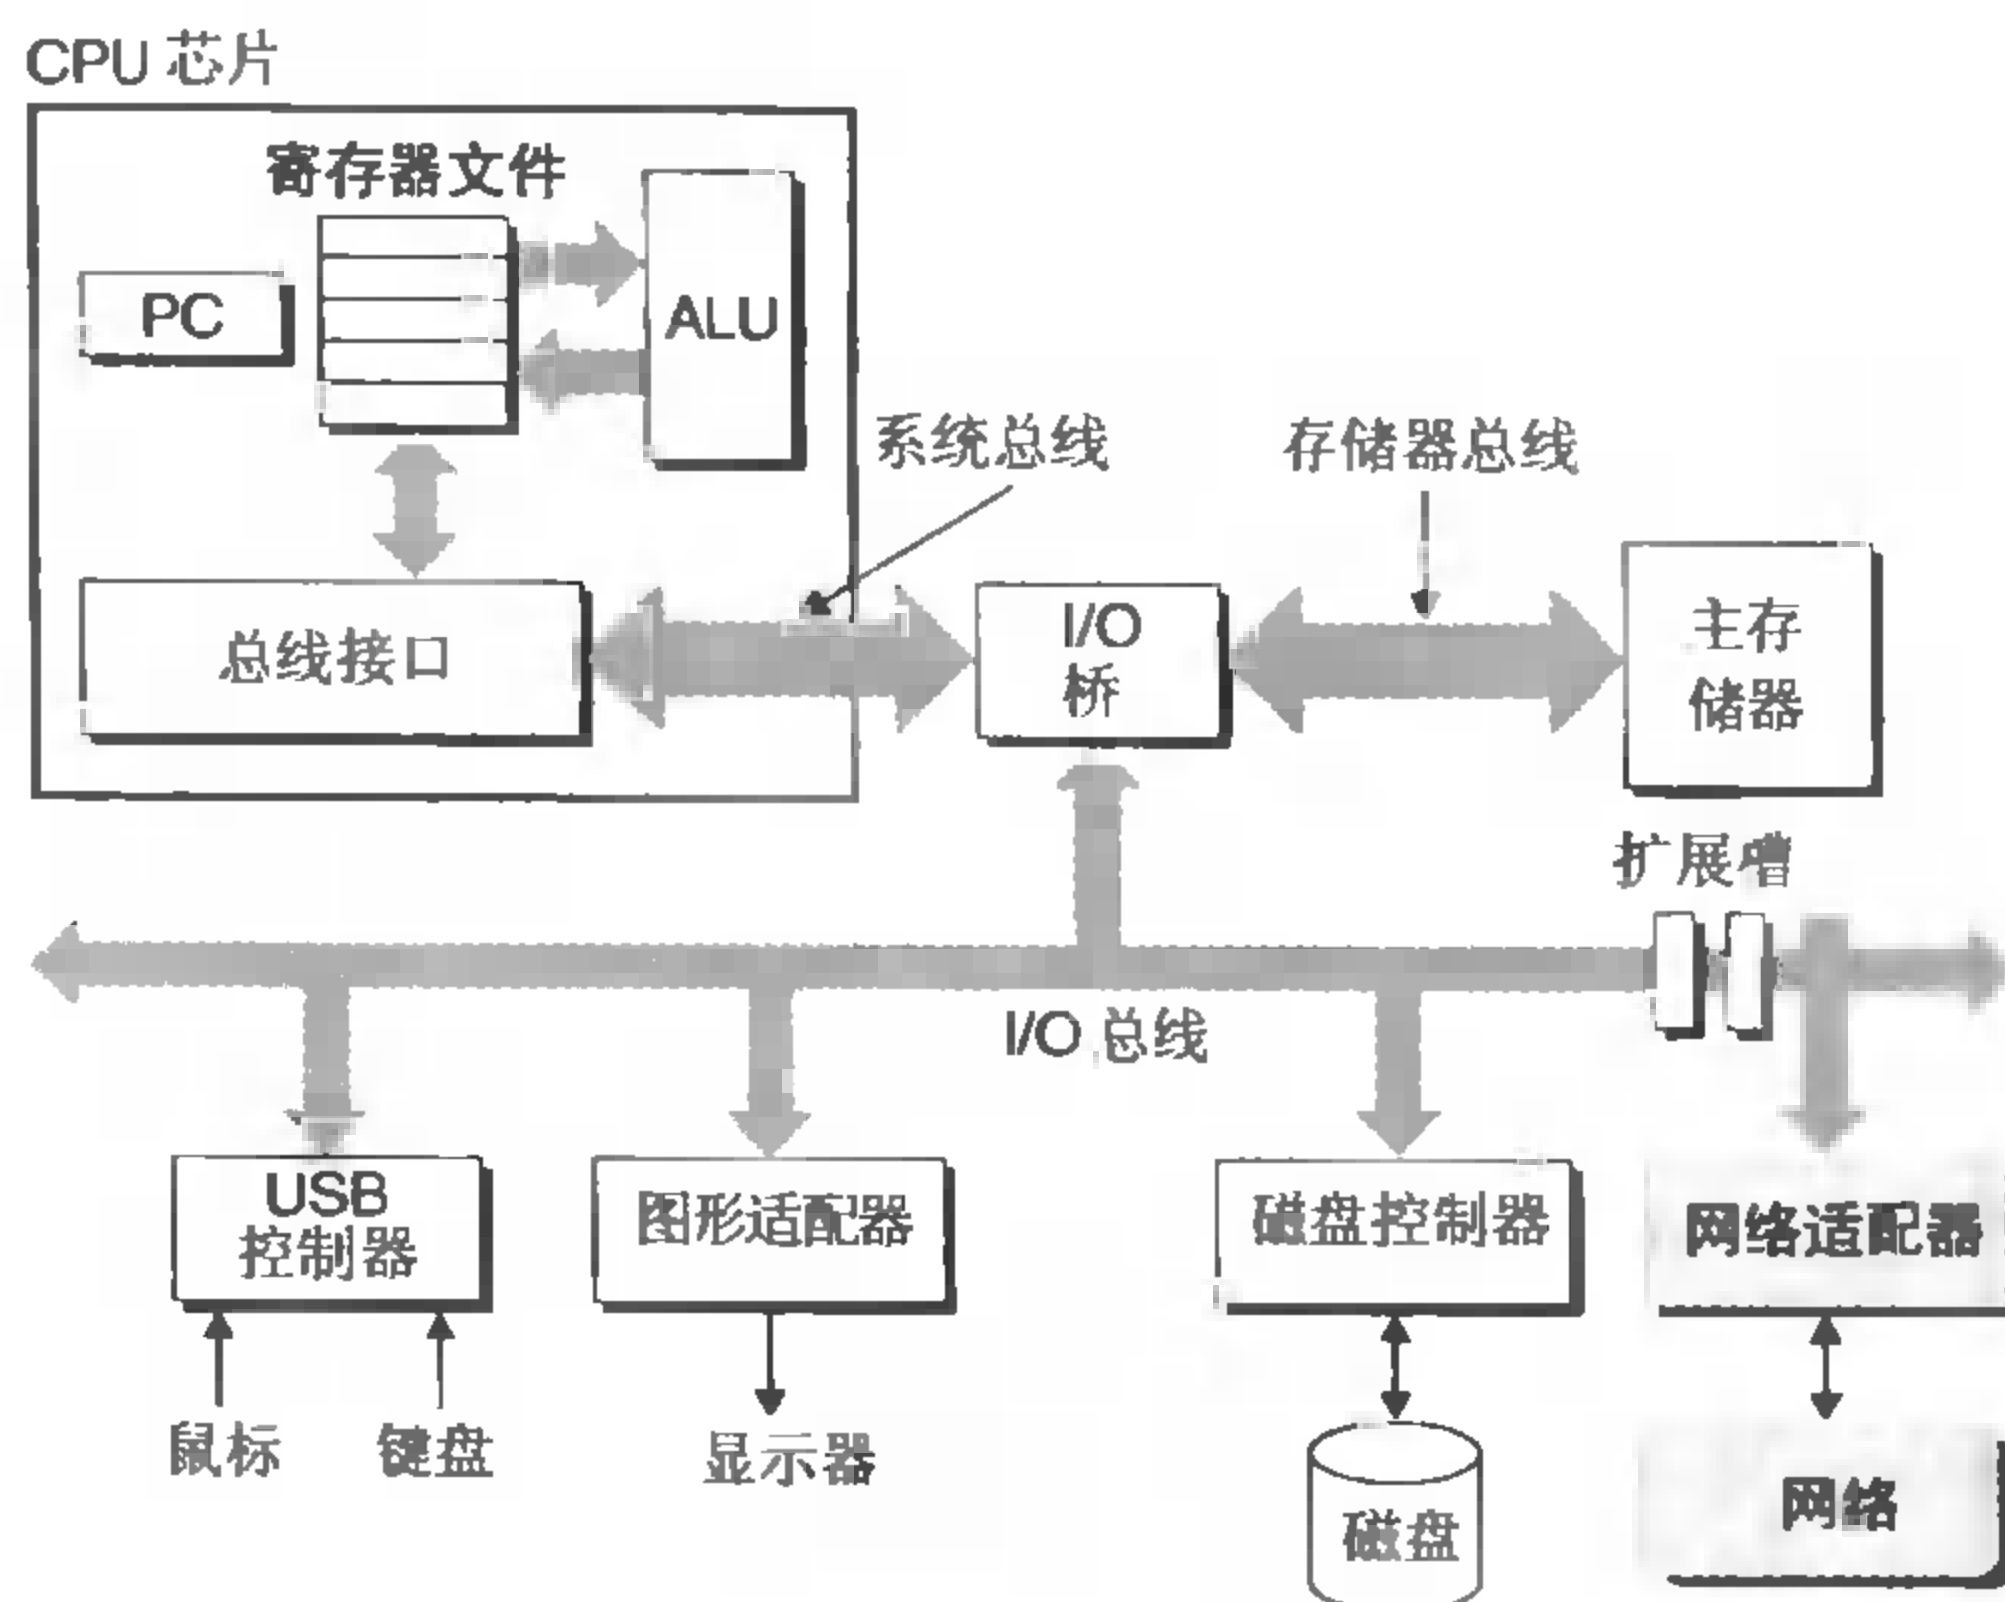 CPU 芯片
寄存器文件
PC
ALU
系统总线
存储器总线
总线接口
I/O
桥
主存
储器
扩展槽
I/O 总线
USB
控制器
图形适配器
磁盘控制器
网络适配器
鼠标
键盘
显示器
磁盘
网络